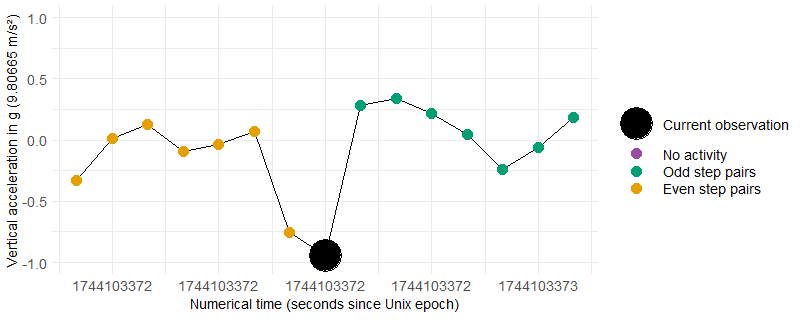 Vertical acceleration in g (9.80665 m/s²)
1.0
0.5
0.0
-0.5
-1.0
1744103372 1744103372 1744103372 1744103372 1744103373
Numerical time (seconds since Unix epoch)
Current observation
No activity
Odd step pairs
Even step pairs